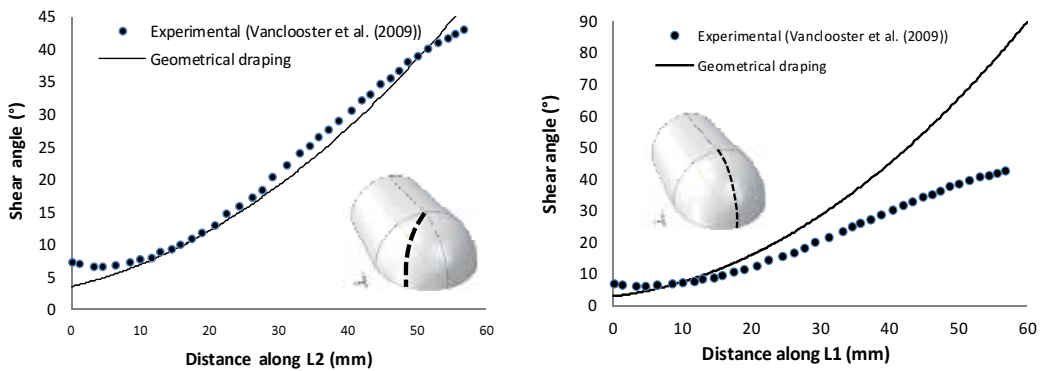 45
40
35
30
25
20
15
10
5
0
Shear angle (°)
Experimental (Vanclooster et al. (2009))
Geometrical draping
0 10 20 30 40 50 60
Distance along L2 (mm)
90
80
70
60
50
40
30
20
10
0
Shear angle (°)
Experimental (Vanclooster et al. (2009))
Geometrical draping
0 10 20 30 40 50 60
Distance along L1 (mm)